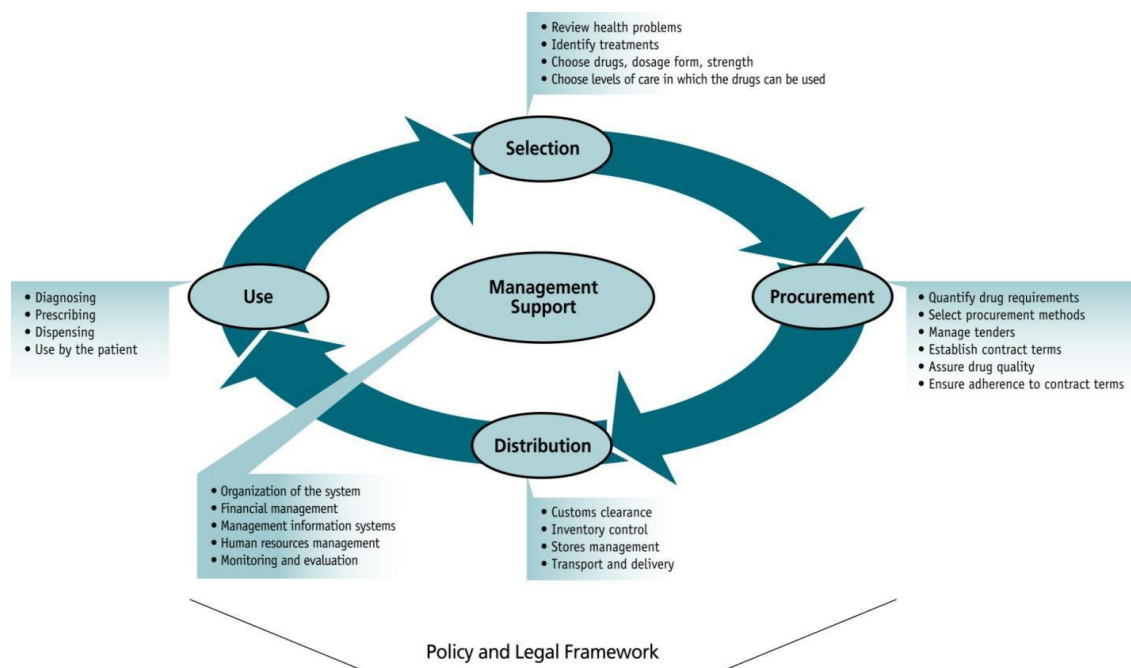 • Review health problems
• Identify treatments
• Choose drugs, dosage form, strength
• Choose levels of care in which the drugs can be used
Selection
Use
Management
Support
Procurement
• Diagnosing
• Prescribing
• Dispensing
• Use by the patient
• Quantify drug requirements
• Select procurement methods
• Manage tenders
• Establish contract terms
• Assure drug quality
• Ensure adherence to contract terms
Distribution
• Organization of the system
• Financial management
• Management information systems
• Human resources management
• Monitoring and evaluation
• Customs clearance
• Inventory control
• Stores management
• Transport and delivery
Policy and Legal Framework